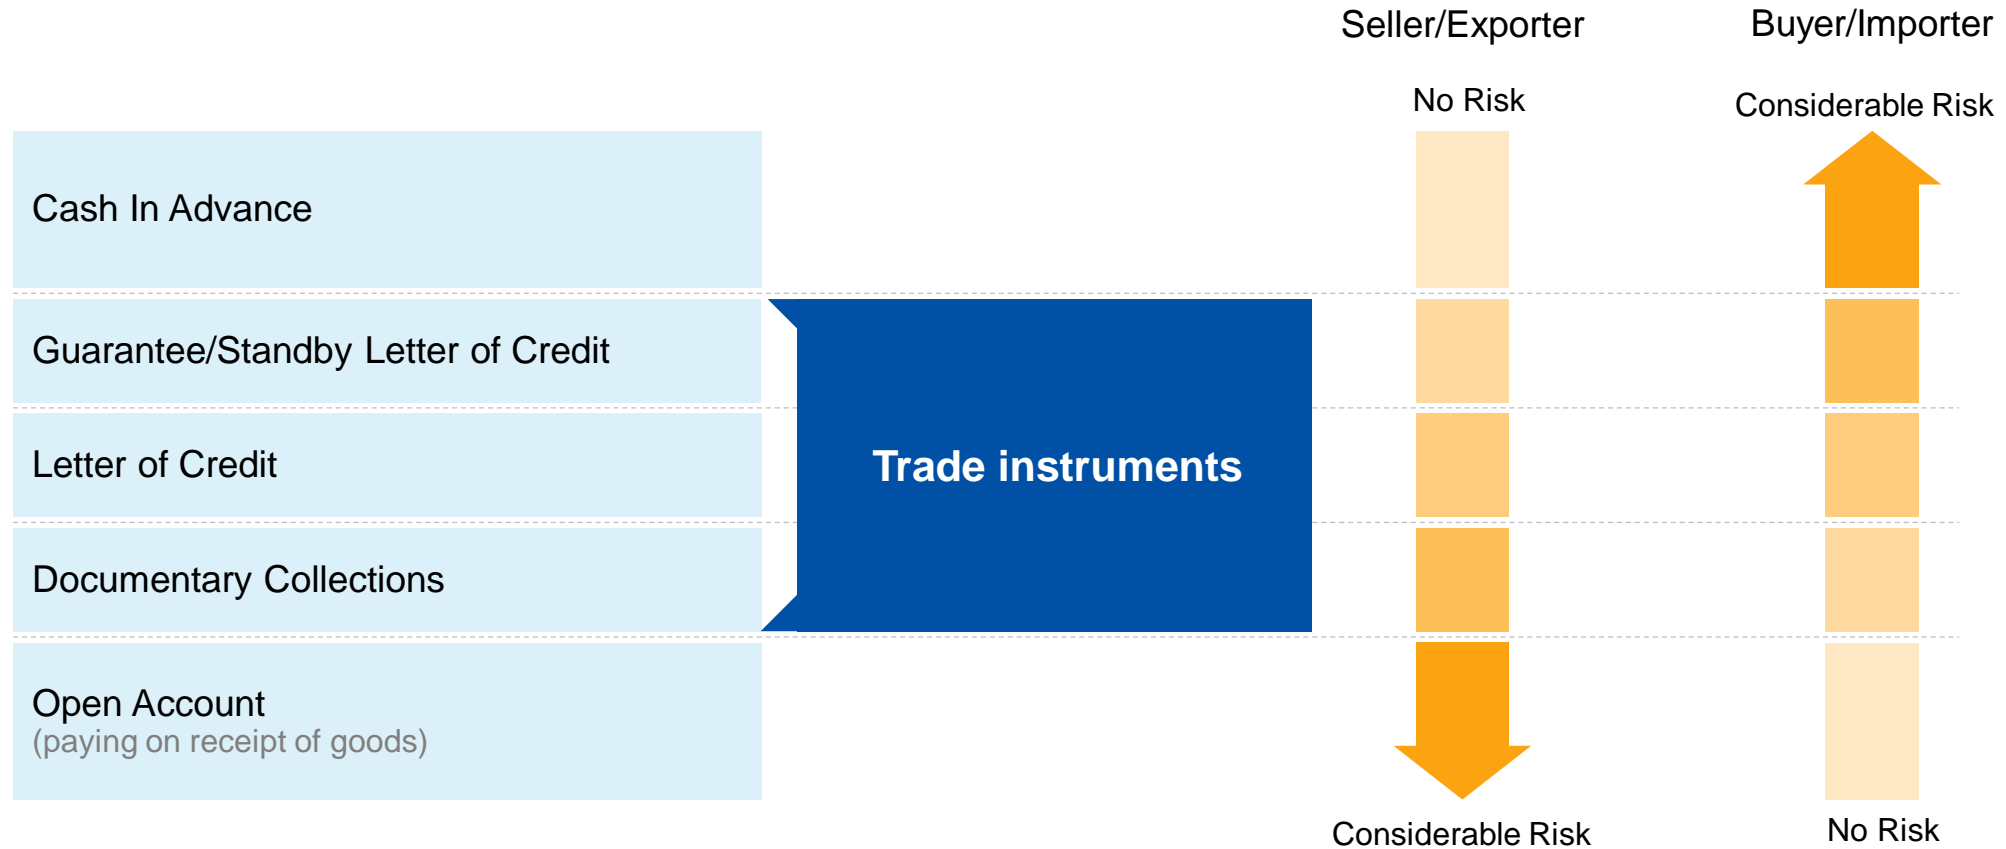 Seller/Exporter
Buyer/Importer
No Risk
Considerable Risk
Cash In Advance
Guarantee/Standby Letter of Credit
Letter of Credit
Trade instruments
Documentary Collections
Open Account
(paying on receipt of goods)
Considerable Risk
No Risk